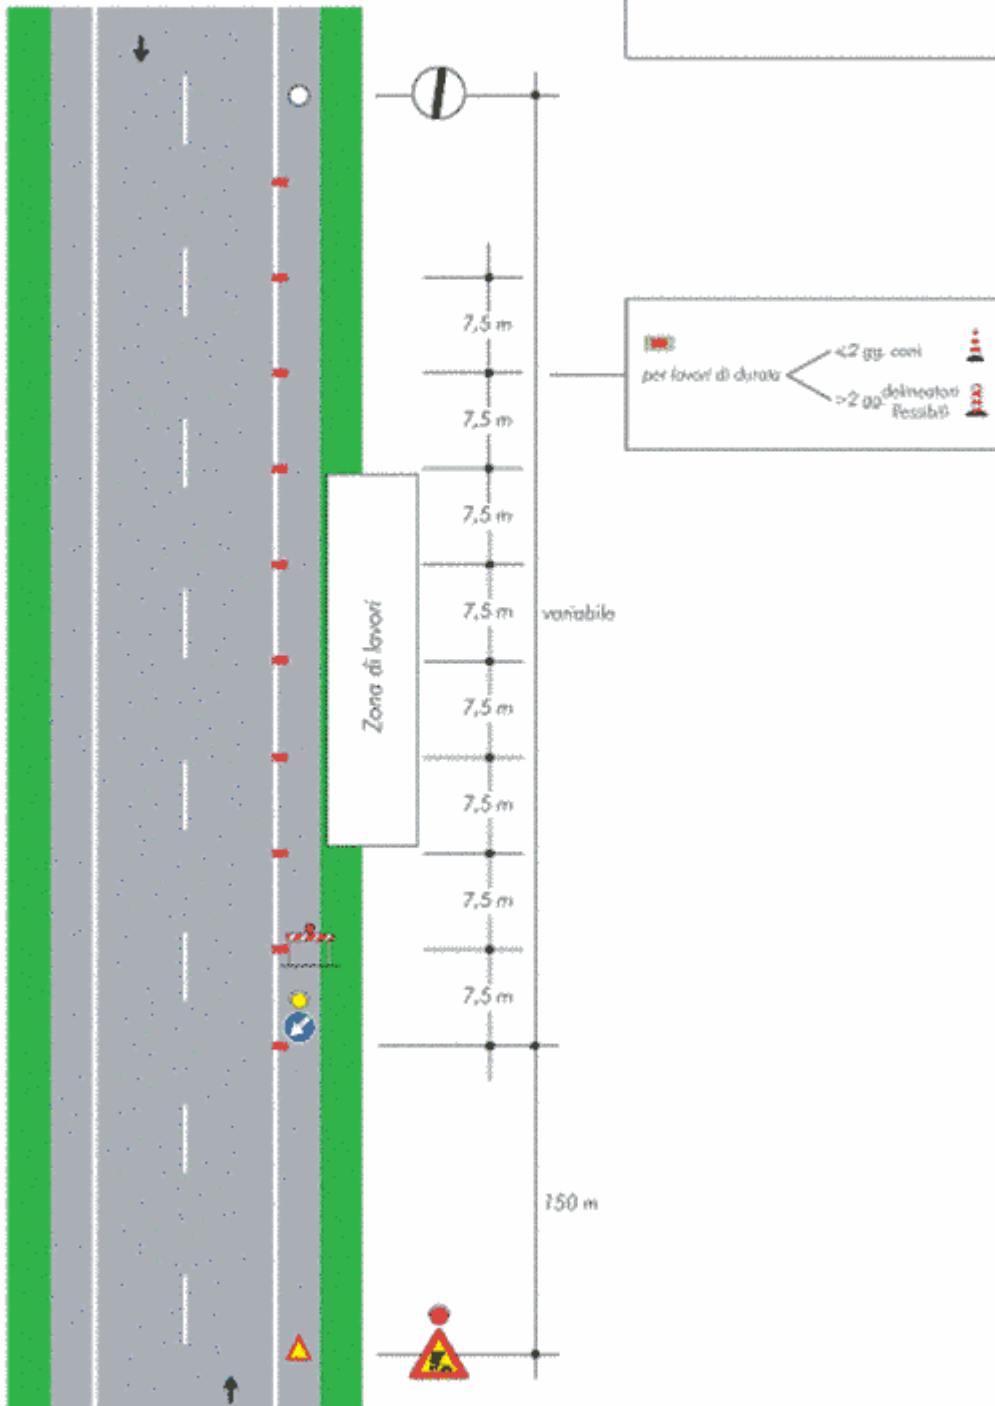 7,5 m
7,5 m
7,5 m
7,5 m
7,5 m
7,5 m
7,5 m
7,5 m
variabile
150 m
Zona di lavori
per lavori di durata
<2 gg. coni
>2 gg. delineatori
flessibili